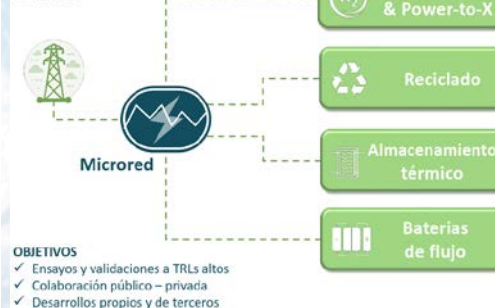 & Power-to-X
Reciclado
Almacenamiento
térmico
Microred
Baterias
de flujo
OBJETIVOS
✓ Ensayos y validaciones a TRLs altos
✓ Colaboración público – privada
✓ Desarrollos propios y de terceros